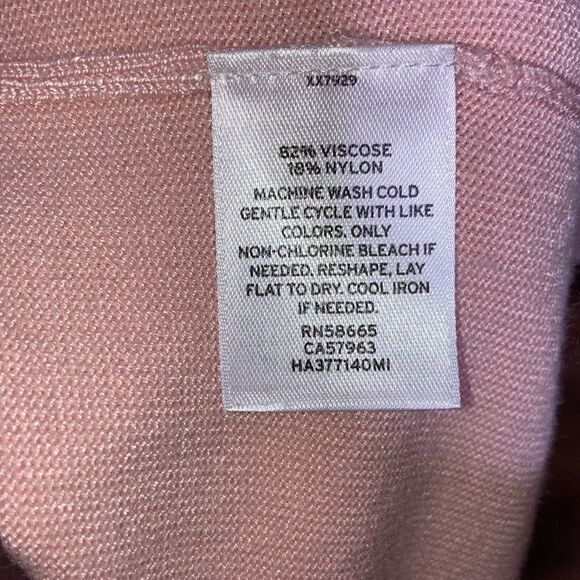 XX7929
82% VISCOSE
18% NYLON
MACHINE WASH COLD
GENTLE CYCLE WITH LIKE
COLORS. ONLY
NON-CHLORINE BLEACH IF
NEEDED. RESHAPE, LAY
FLAT TO DRY. COOL IRON
IF NEEDED.
RN58665
CA57963
HA377140MI